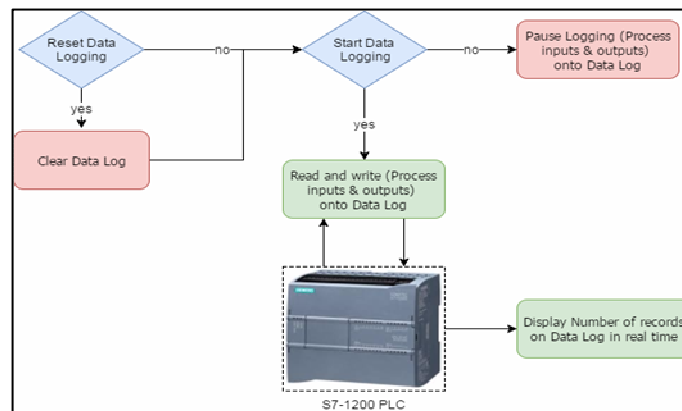 Reset Data
Logging
no
Start Data
Logging
no
Pause Logging (Process
inputs & outputs)
onto Data Log
yes
Clear Data Log
yes
Read and write (Process
inputs & outputs)
onto Data Log
SIEMENS
Display Number of records
on Data Log in real time
S7-1200 PLC